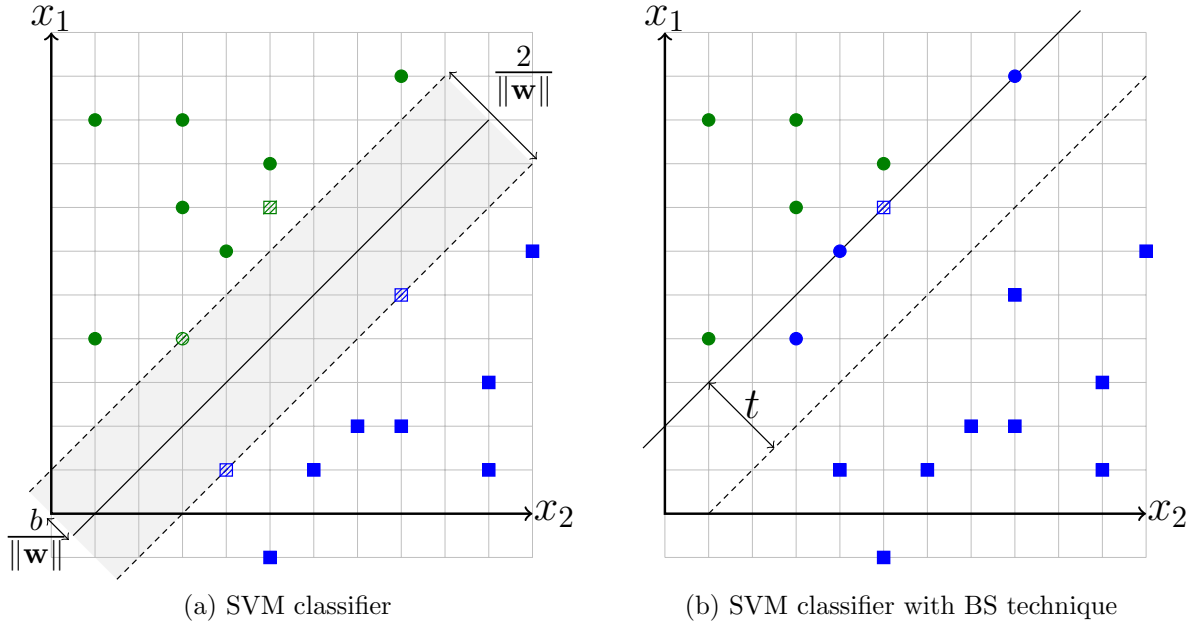 x₁
2
‖w‖
b
‖w‖
x₂
(a) SVM classifier
x₁
t
x₂
(b) SVM classifier with BS technique